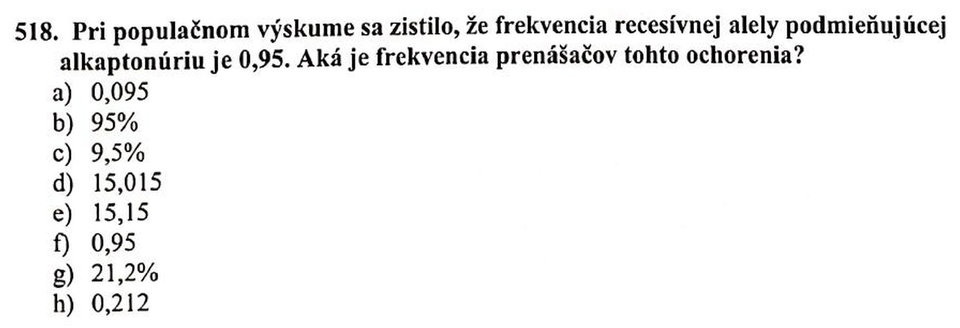 518. Pri populačnom výskume sa zistilo, že frekvencia recesívnej alely podmieňujúcej
alkaptonúriu je 0,95. Aká je frekvencia prenášačov tohto ochorenia?
a) 0,095
b) 95%
c) 9,5%
d) 15,015
e) 15,15
f) 0,95
g) 21,2%
h) 0,212